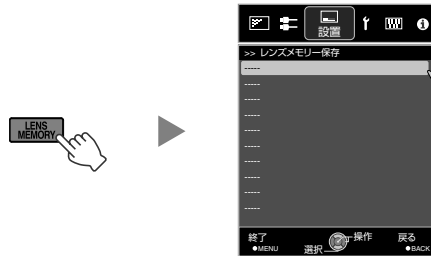 LENS
MEMORY
設置
>> レンズメモリー保存
-----
-----
-----
-----
-----
-----
-----
-----
-----
-----
終了
●MENU
選択
操作
戻る
●BACK